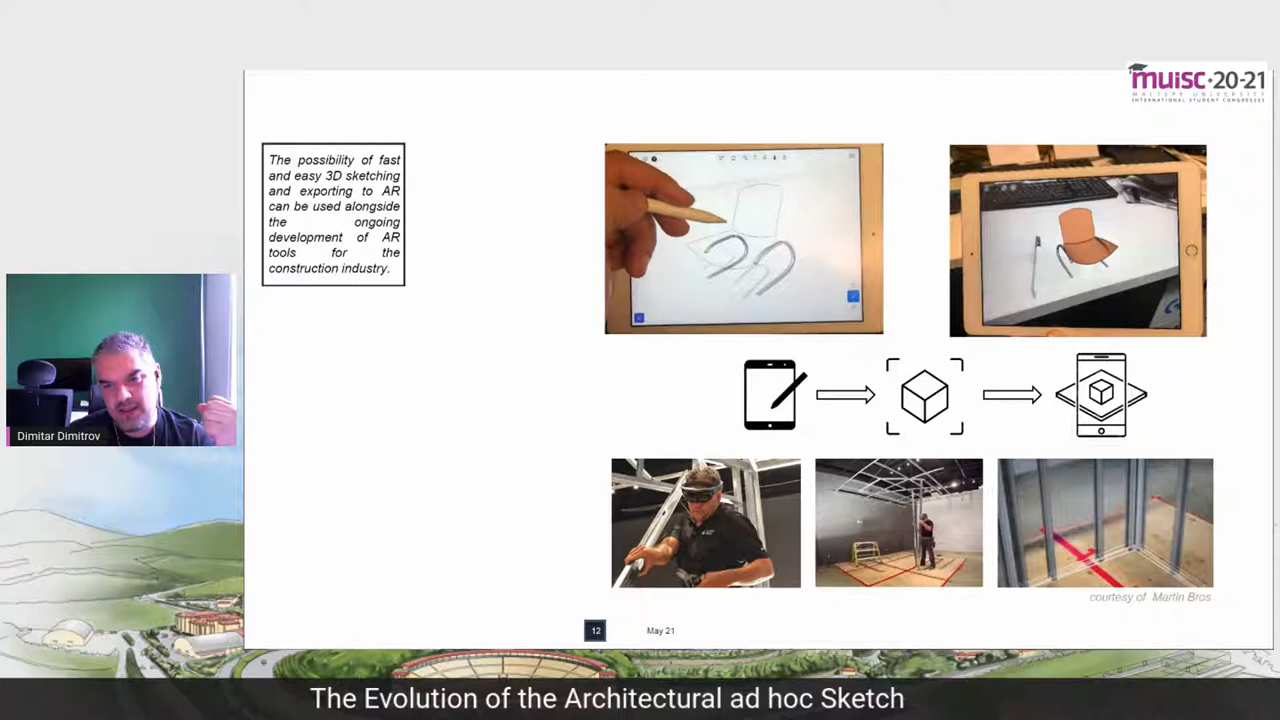 muisc·20-21
MALTEPE UNIVERSITY
INTERNATIONAL STUDENT CONGRESSES
The possibility of fast
and easy 3D sketching
and exporting to AR
can be used alongside
the ongoing
development of AR
tools for the
construction industry.
Dimitar Dimitrov
courtesy of Martin Bros
12
May 21
The Evolution of the Architectural ad hoc Sketch